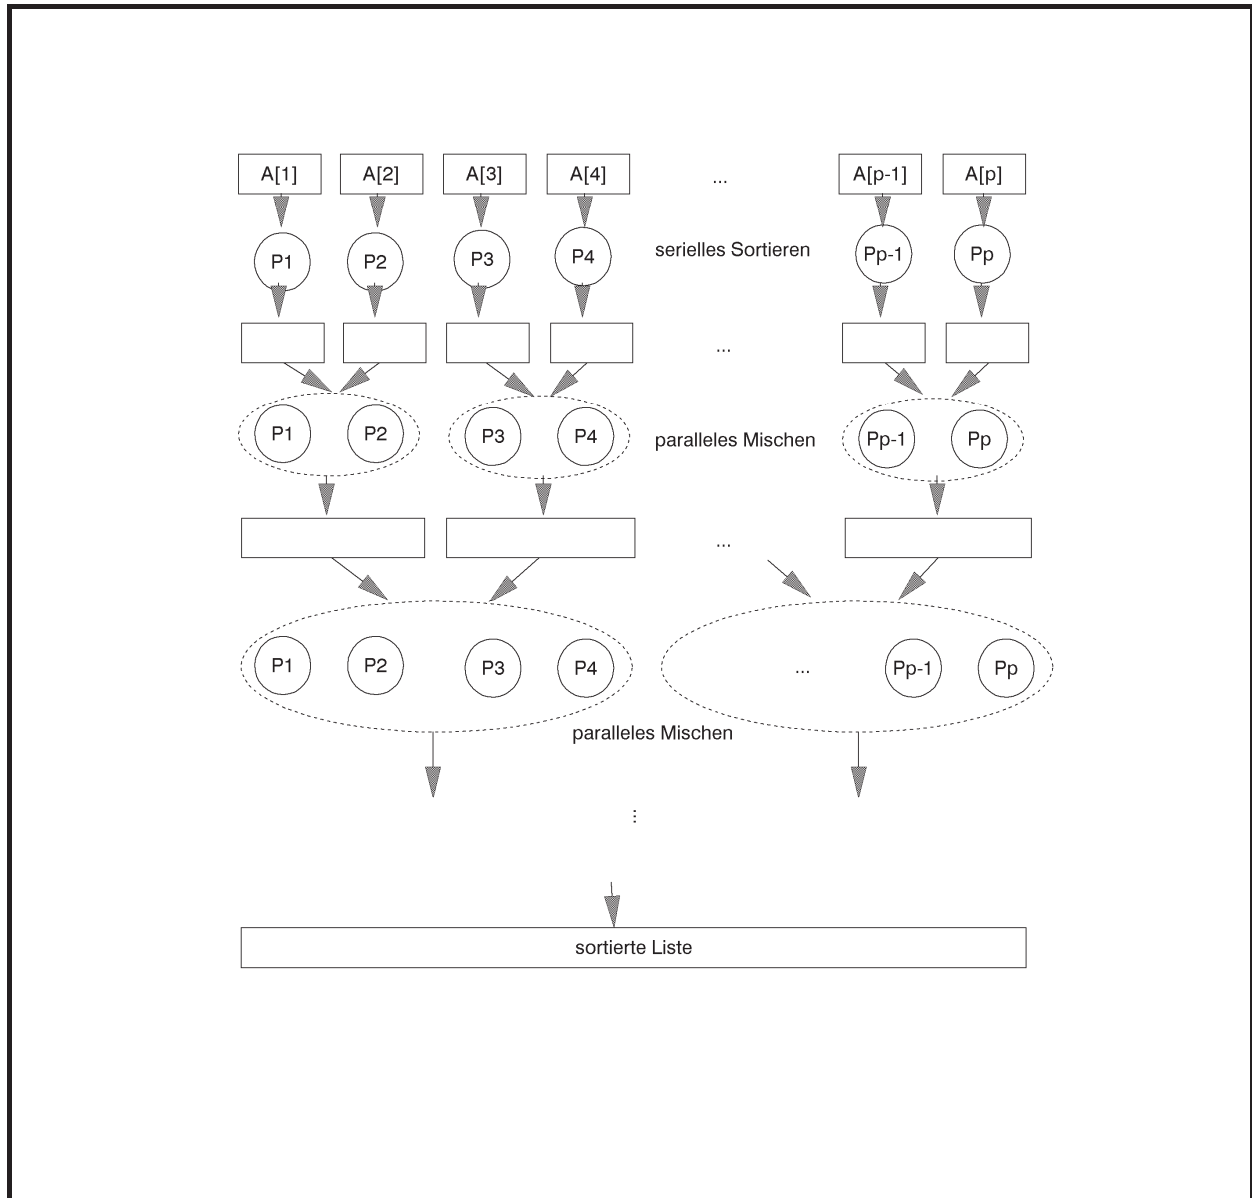 A[1] A[2] A[3] A[4] ... A[p-1] A[p]
P1 P2 P3 P4 serielles Sortieren Pp-1 Pp
...
P1 P2 P3 P4 paralleles Mischen Pp-1 Pp
...
P1 P2 P3 P4 ... Pp-1 Pp
paralleles Mischen
...
sortierte Liste